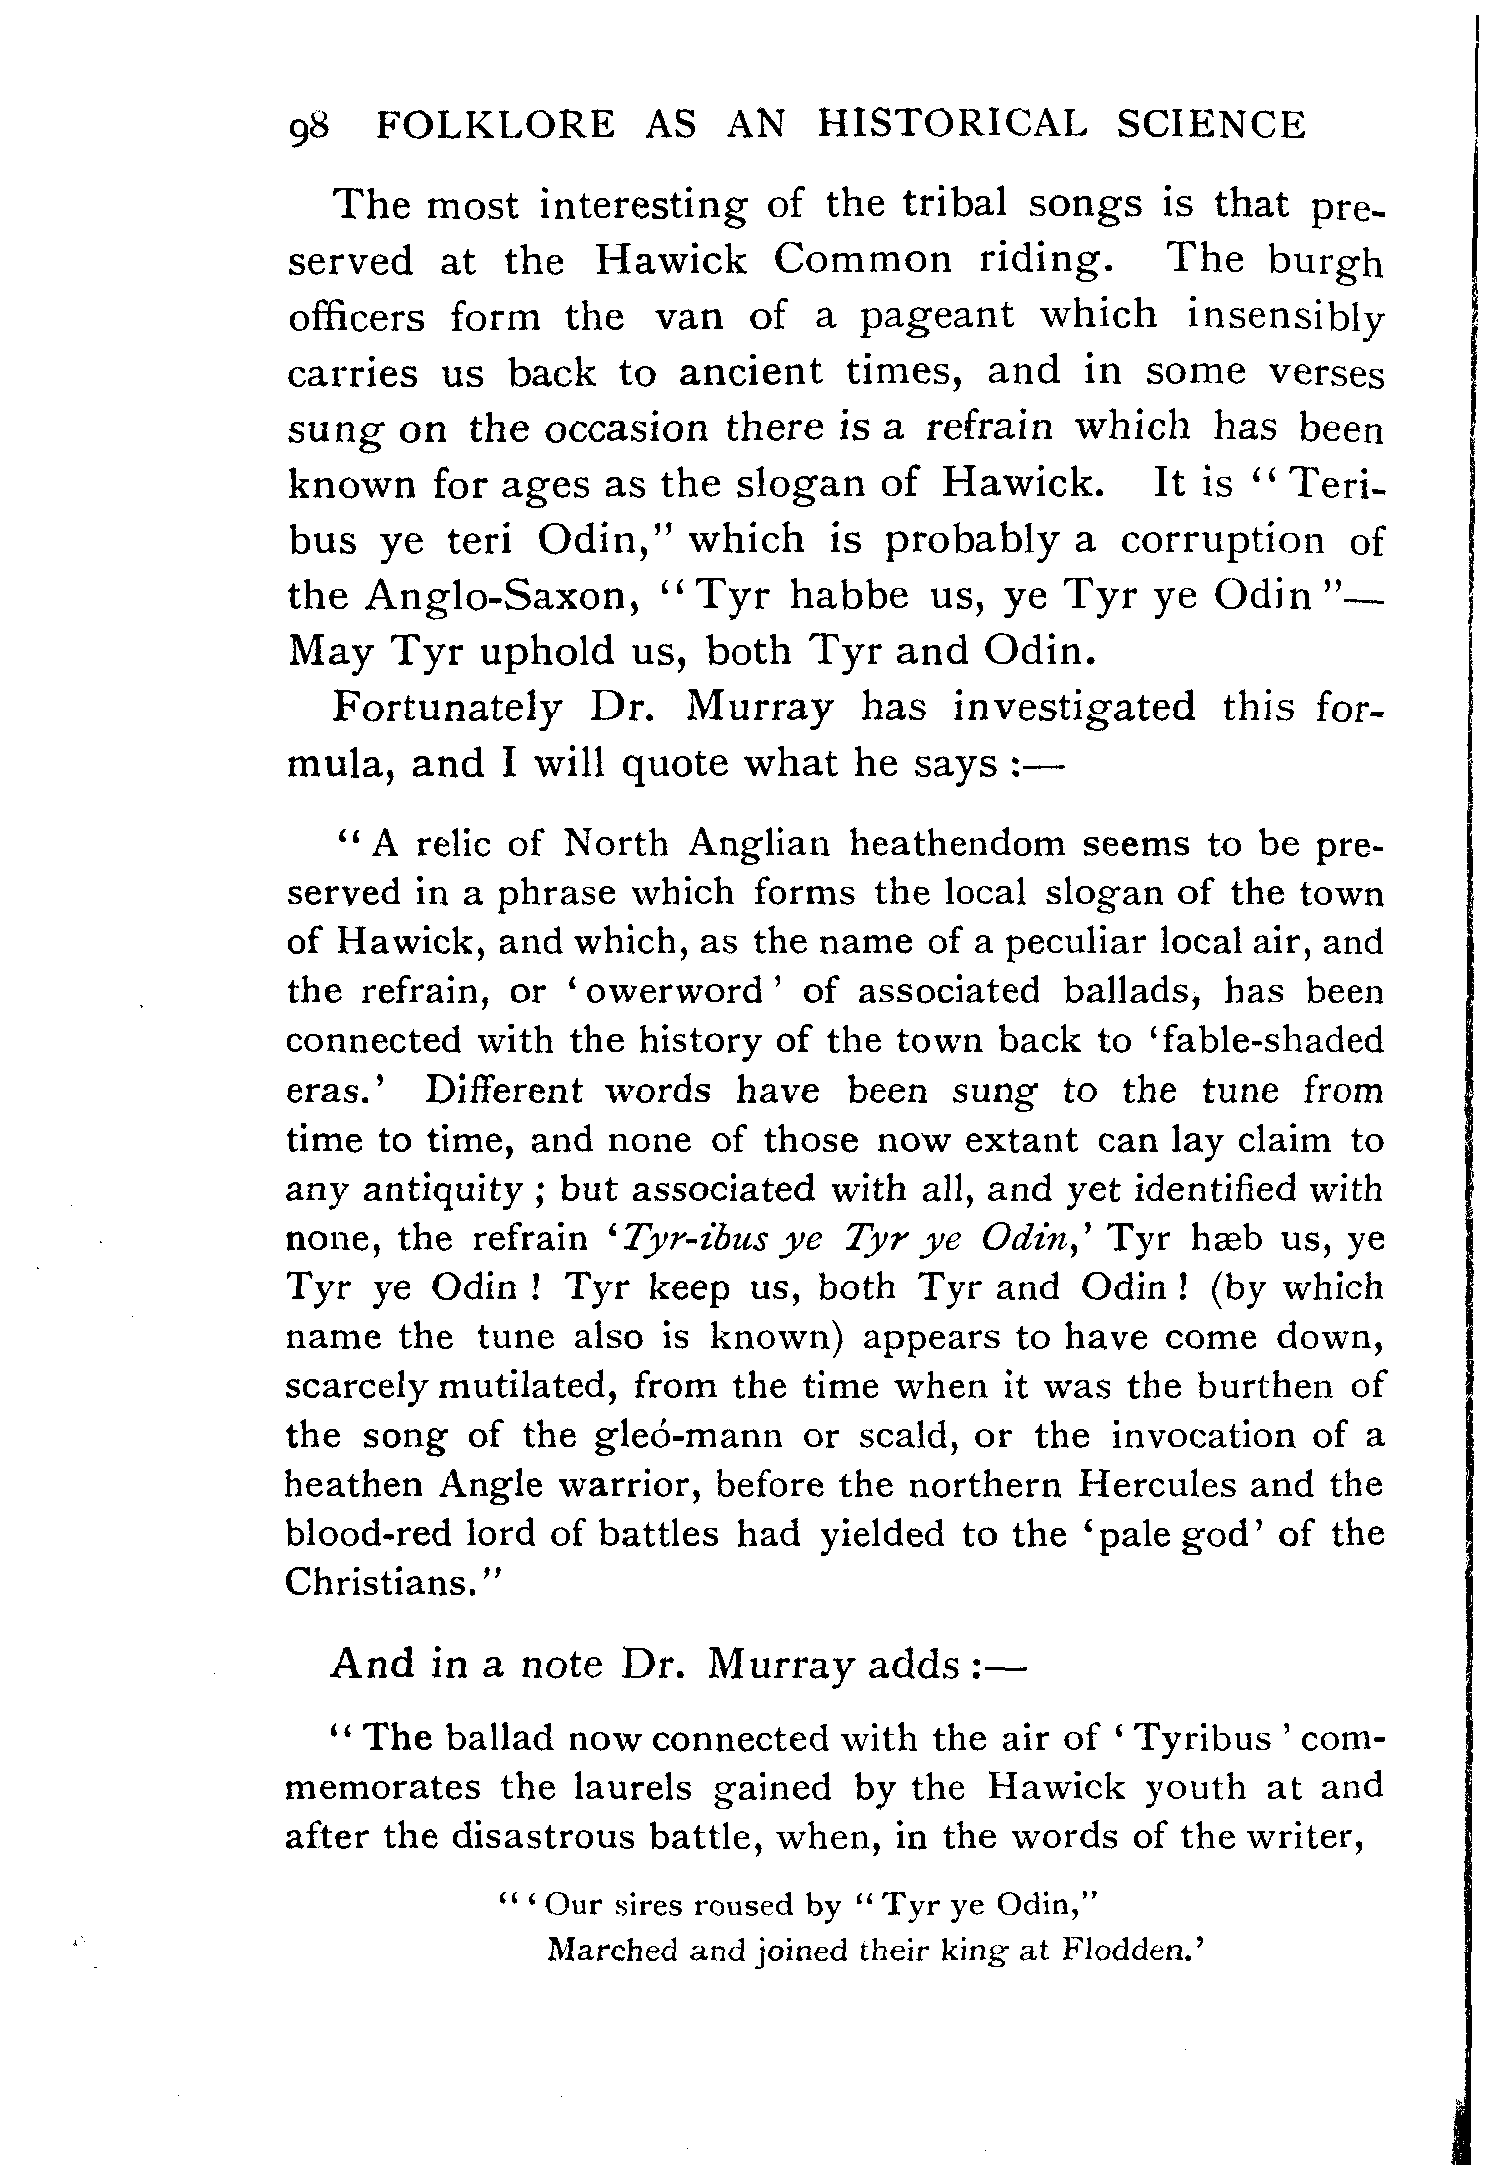 98 FOLKLORE AS AN HISTORICAL SCIENCE
The most interesting of the tribal songs is that pre-
served at the Hawick Common riding. The burgh
officers form the van of a pageant which insensibly
carries us back to ancient times, and in some verses
sung on the occasion there is a refrain which has been
known for ages as the slogan of Hawick. It is “ Teri-
bus ye teri Odin,” which is probably a corruption of
the Anglo-Saxon, “ Tyr habbe us, ye Tyr ye Odin ”—
May Tyr uphold us, both Tyr and Odin.
Fortunately Dr. Murray has investigated this for-
mula, and I will quote what he says :—
“ A relic of North Anglian heathendom seems to be pre-
served in a phrase which forms the local slogan of the town
of Hawick, and which, as the name of a peculiar local air, and
the refrain, or ‘ owerword ’ of associated ballads, has been
connected with the history of the town back to ‘fable-shaded
eras.’ Different words have been sung to the tune from
time to time, and none of those now extant can lay claim to
any antiquity ; but associated with all, and yet identified with
none, the refrain ‘Tyr-ibus ye Tyr ye Odin,’ Tyr hæb us, ye
Tyr ye Odin ! Tyr keep us, both Tyr and Odin ! (by which
name the tune also is known) appears to have come down,
scarcely mutilated, from the time when it was the burthen of
the song of the gleó-mann or scald, or the invocation of a
heathen Angle warrior, before the northern Hercules and the
blood-red lord of battles had yielded to the ‘pale god’ of the
Christians.”
And in a note Dr. Murray adds :—
“ The ballad now connected with the air of ‘ Tyribus ’ com-
memorates the laurels gained by the Hawick youth at and
after the disastrous battle, when, in the words of the writer,
“ ‘ Our sires roused by “ Tyr ye Odin,”
Marched and joined their king at Flodden.’